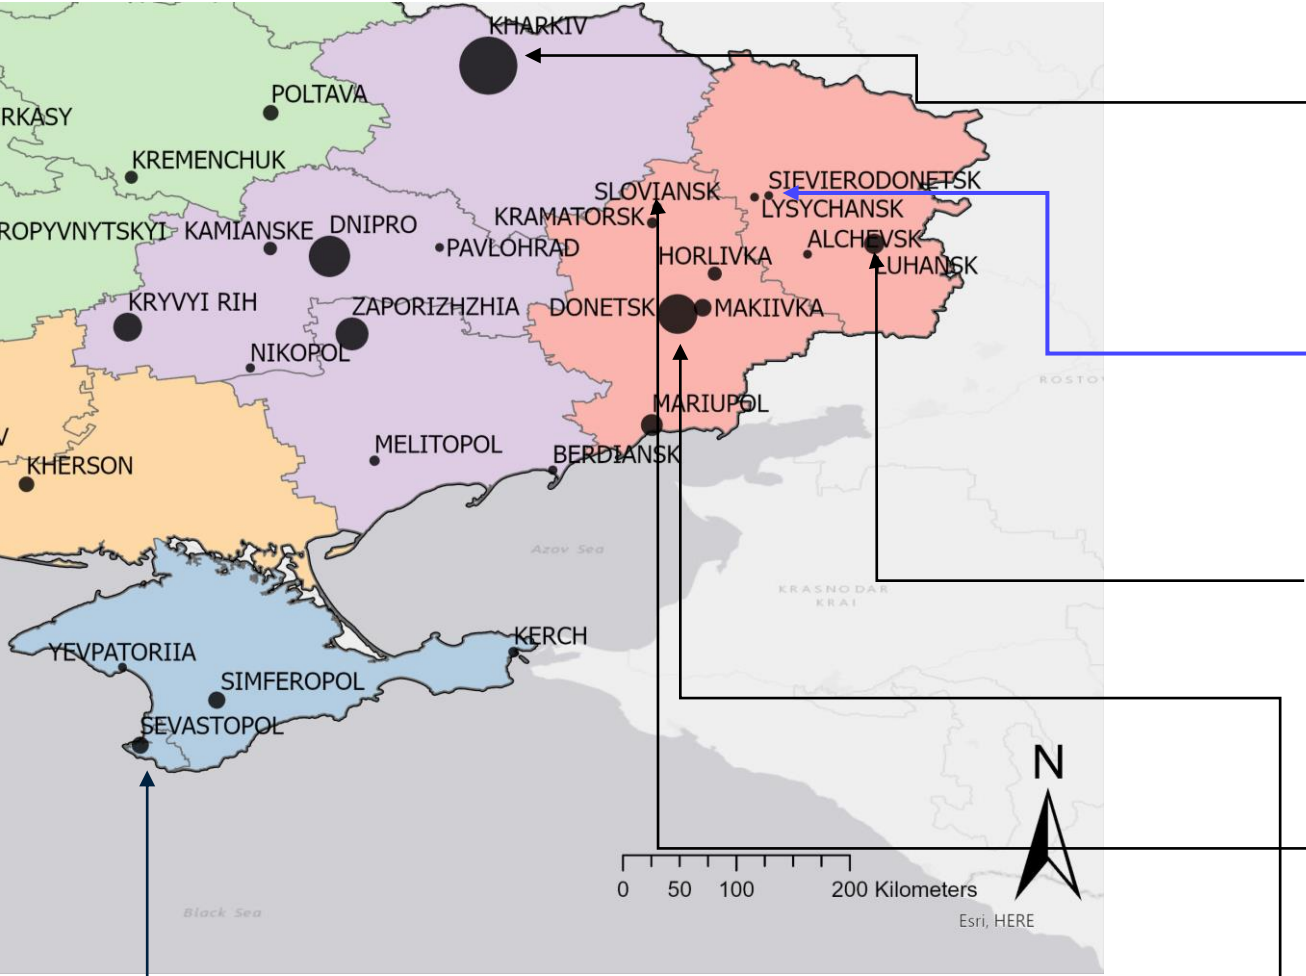 KHARKIV
POLTAVA
RKASY
KREMENCHUK
SIEVIERODONETSK
SLOVIANSK
LYSYCHANSK
KRAMATORSK
ROPYVNYTSKYI
KAMIANSKE
DNIPRO
PAVLOHRAD
ALCHEVSK
HORLIVKA
LUHANSK
KRYVYI RIH
ZAPORIZHZHIA
DONETSK
MAKIIVKA
NIKOPOL
ROSTOV
MARIUPOL
V
MELITOPOL
BERDIANSK
KHERSON
Azov Sea
KRASNODAR
KRAI
KERCH
YEVPATORIIA
SIMFEROPOL
SEVASTOPOL
N
0 50 100 200 Kilometers
Black Sea
Esri, HERE